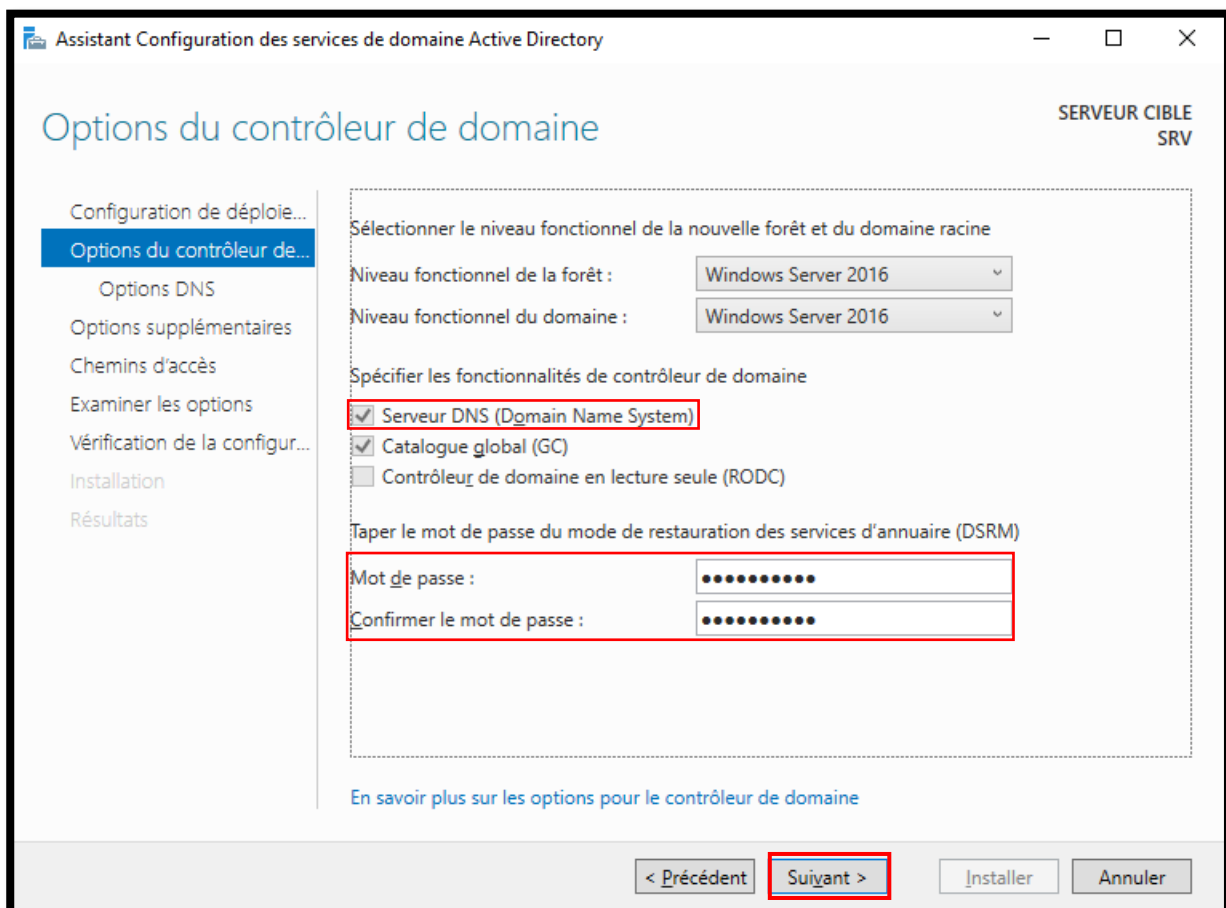 Assistant Configuration des services de domaine Active Directory
Options du contrôleur de domaine
SERVEUR CIBLE
SRV
Configuration de déploie...
Options du contrôleur de...
Options DNS
Options supplémentaires
Chemins d'accès
Examiner les options
Vérification de la configur...
Installation
Résultats
Sélectionner le niveau fonctionnel de la nouvelle forêt et du domaine racine
Niveau fonctionnel de la forêt : Windows Server 2016
Niveau fonctionnel du domaine : Windows Server 2016
Spécifier les fonctionnalités de contrôleur de domaine
Serveur DNS (Domain Name System)
Catalogue global (GC)
Contrôleur de domaine en lecture seule (RODC)
Taper le mot de passe du mode de restauration des services d'annuaire (DSRM)
Mot de passe : ●●●●●●●●●●
Confirmer le mot de passe : ●●●●●●●●●●
En savoir plus sur les options pour le contrôleur de domaine
< Précédent Suivant > Installer Annuler